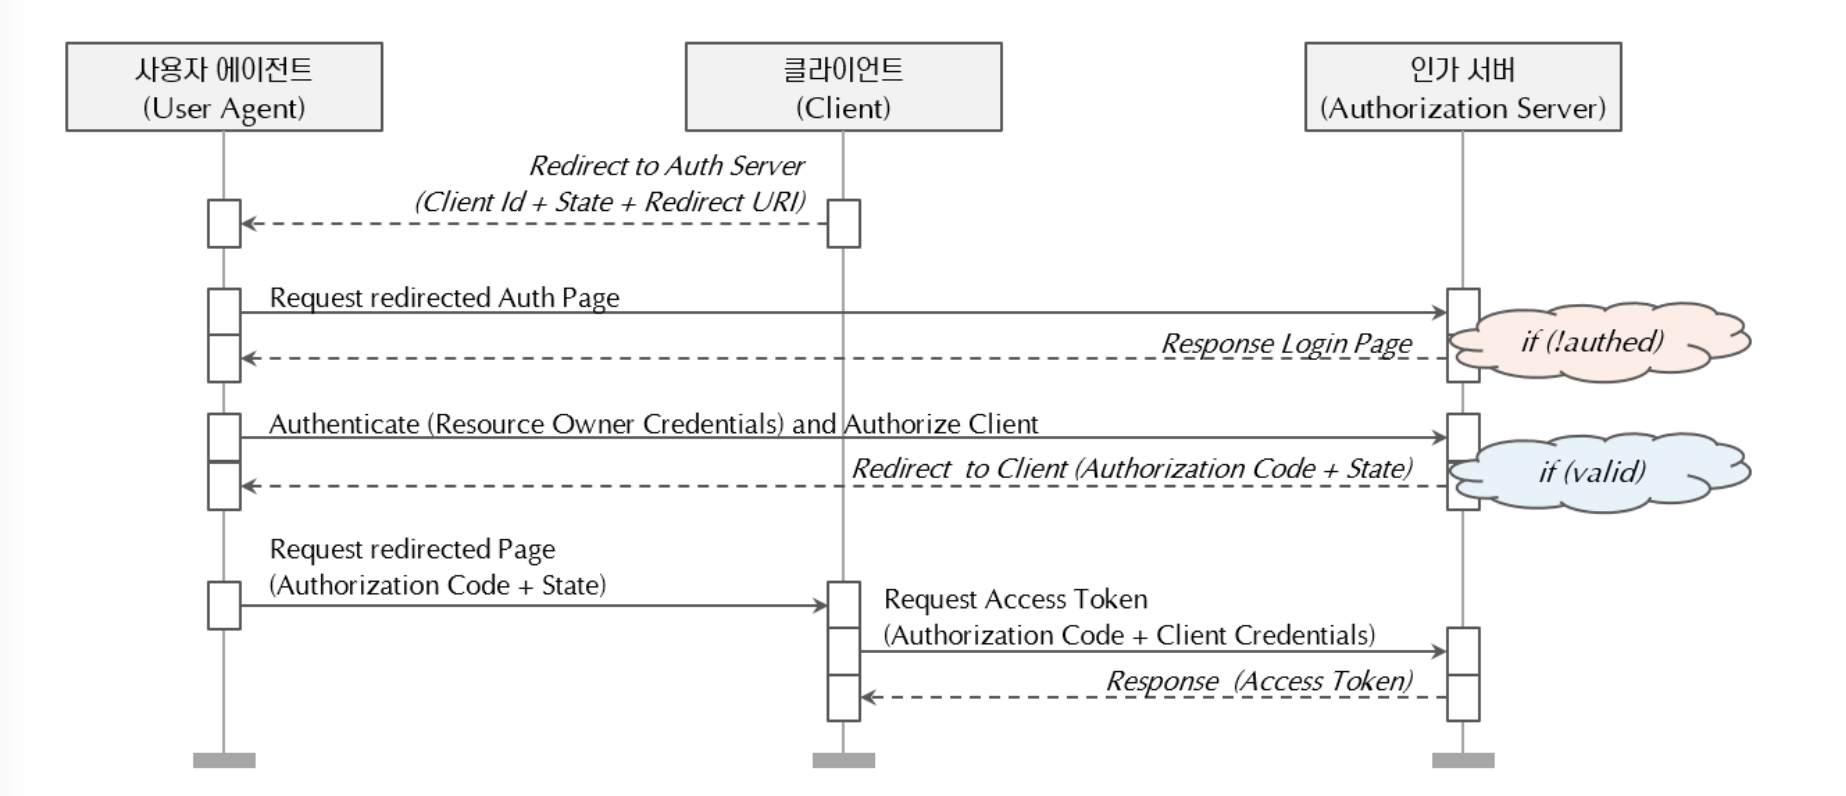 사용자 에이전트
(User Agent)
클라이언트
(Client)
인가 서버
(Authorization Server)
Redirect to Auth Server
(Client Id + State + Redirect URI)
Request redirected Auth Page
Response Login Page
if (!authed)
Authenticate (Resource Owner Credentials) and Authorize Client
Redirect to Client (Authorization Code + State)
if (valid)
Request redirected Page
(Authorization Code + State)
Request Access Token
(Authorization Code + Client Credentials)
Response (Access Token)